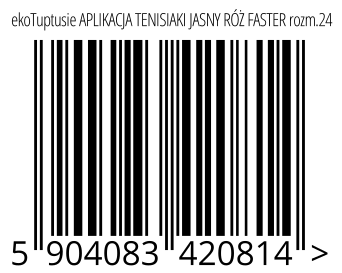 ekoTuptusie APLIKACJA TENISIAKI JASNY RÓŻ FASTER rozm.24
5 904083 420814 >